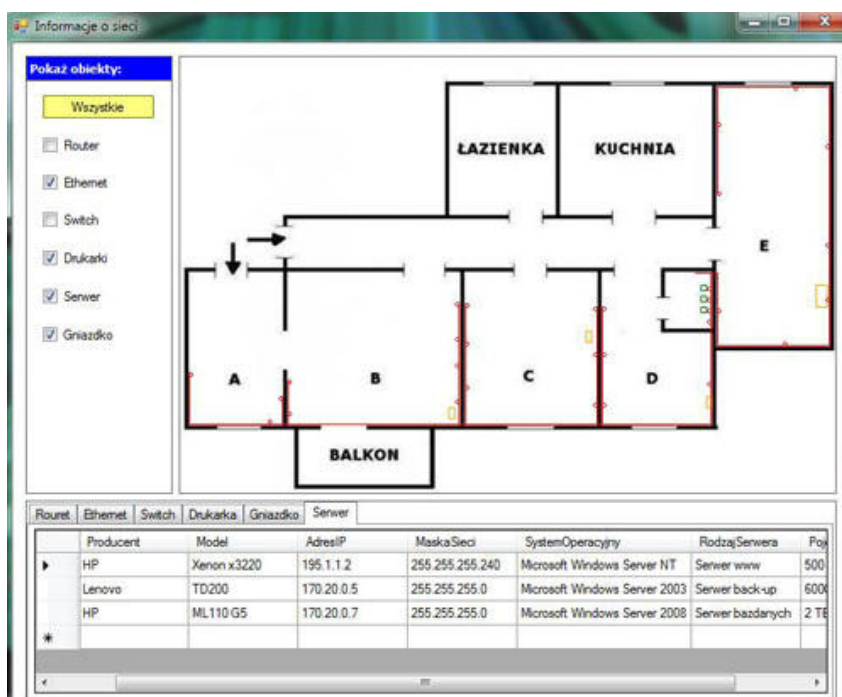 Informacje o sieci
Pokaż obiekty:
Wszystkie
Router
Ethernet
Switch
Drukarki
Serwer
Gniazdko
ŁAZIENKA
KUCHNIA
E
A
B
C
D
BALKON
Rouret Ethernet Switch Drukarka Gniazdko Serwer
Producent Model AdresIP MaskaSieci SystemOperacyjny RodzajSerwera Poj
HP Xenon x3220 195.1.1.2 255.255.255.240 Microsoft Windows Server NT Serwer www 500
Lenovo TD200 170.20.0.5 255.255.255.0 Microsoft Windows Server 2003 Serwer back-up 600
HP ML110 G5 170.20.0.7 255.255.255.0 Microsoft Windows Server 2008 Serwer bazdanych 2 TE